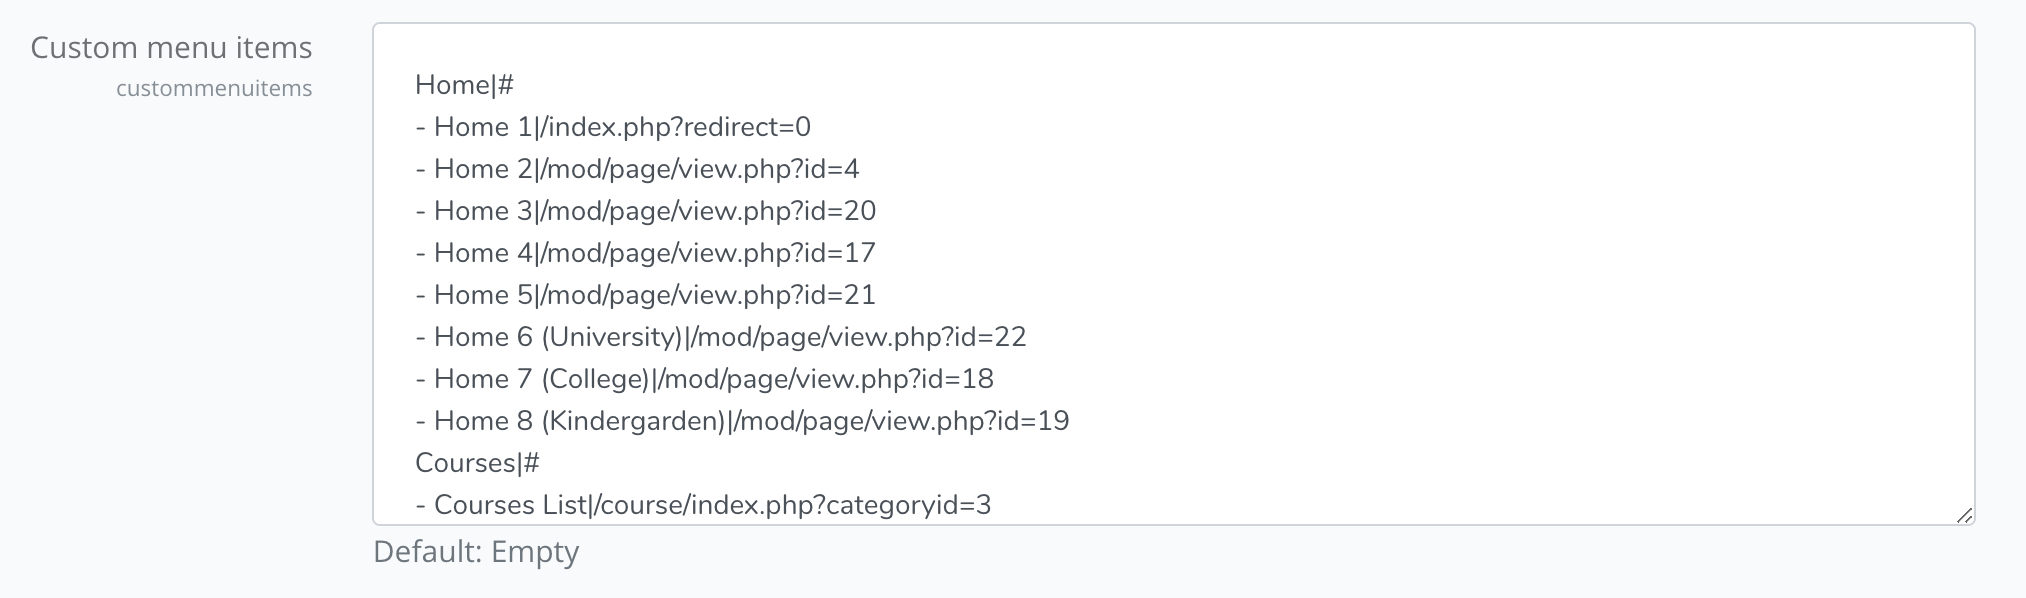 Custom menu items
custommenuitems
Home|#
- Home 1|/index.php?redirect=0
- Home 2|/mod/page/view.php?id=4
- Home 3|/mod/page/view.php?id=20
- Home 4|/mod/page/view.php?id=17
- Home 5|/mod/page/view.php?id=21
- Home 6 (University)|/mod/page/view.php?id=22
- Home 7 (College)|/mod/page/view.php?id=18
- Home 8 (Kindergarden)|/mod/page/view.php?id=19
Courses|#
- Courses List|/course/index.php?categoryid=3
Default: Empty